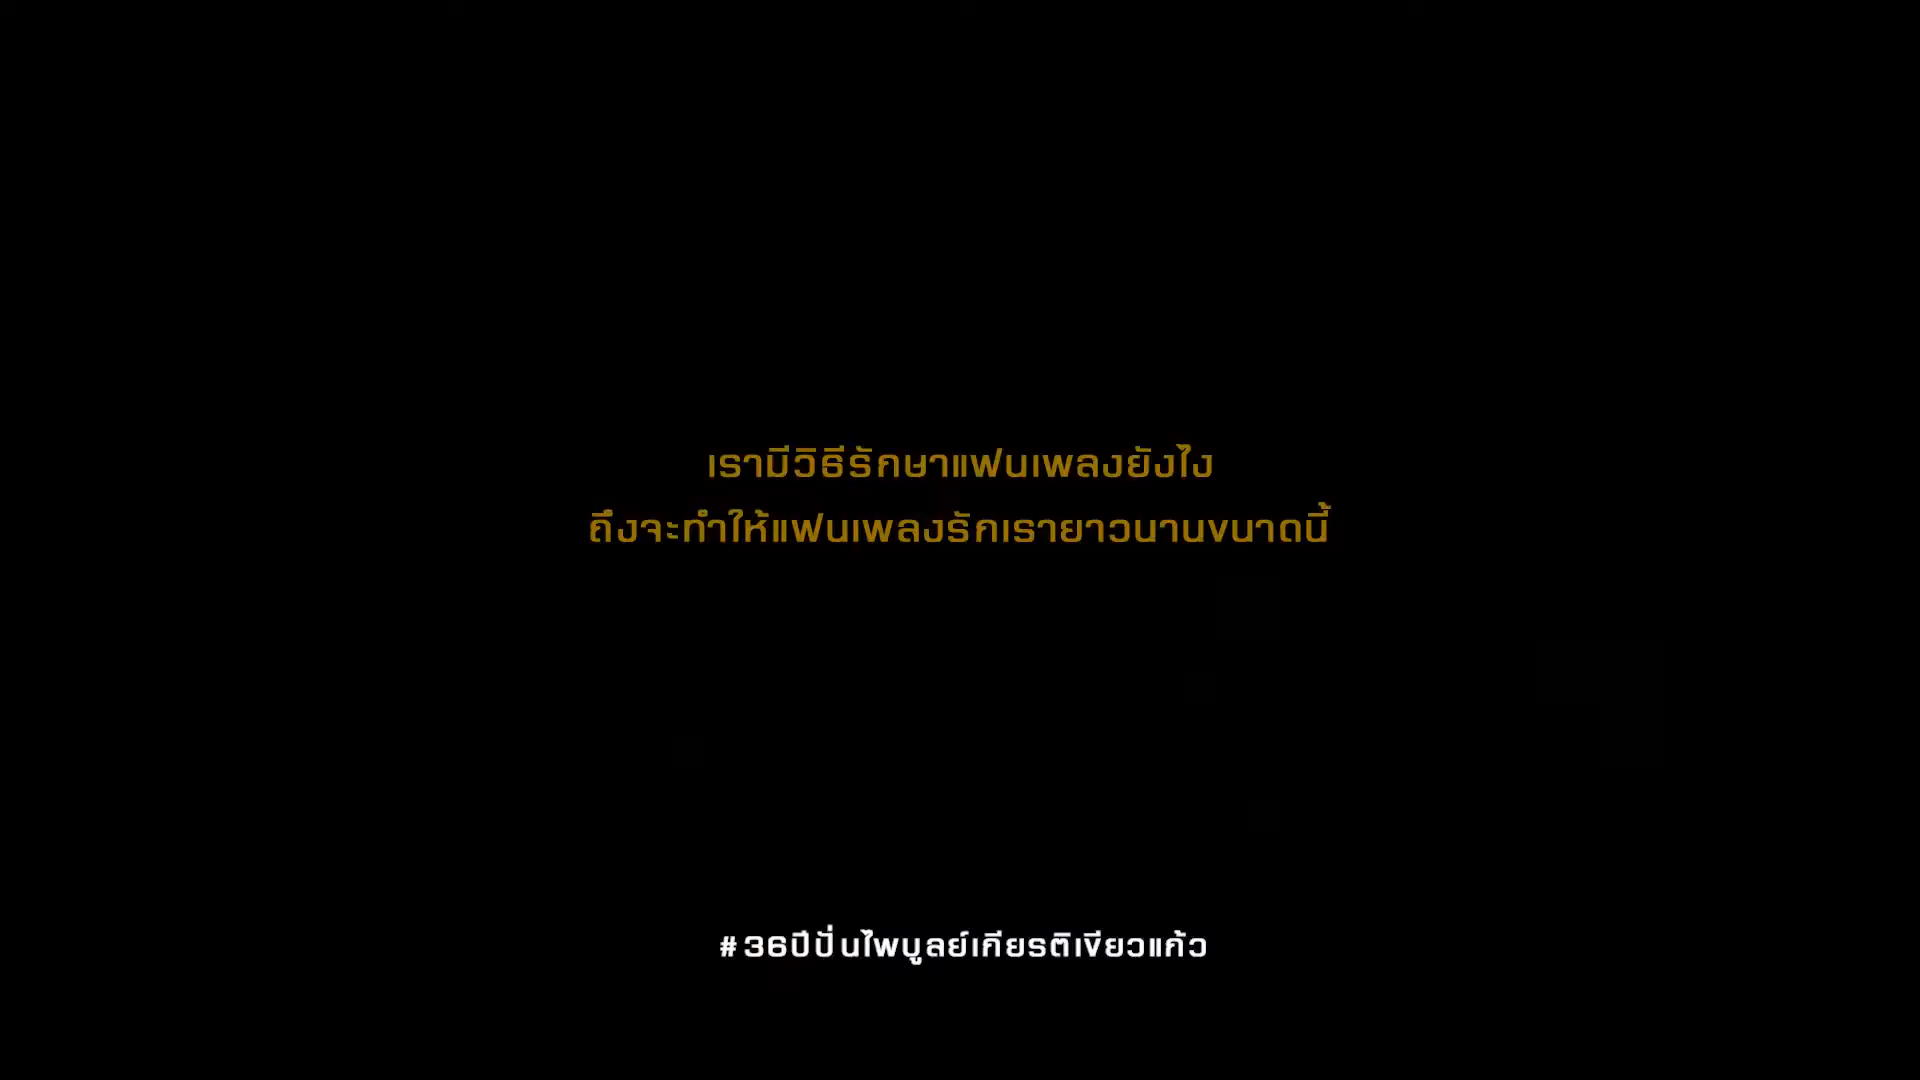 เรามีวิธีรักษาแฟนเพลงยังไง
ถึงจะทำให้แฟนเพลงรักเรายาวนานขนาดนี้
#36ปีปั่นไพบูลย์เกียรติเขียวแก้ว